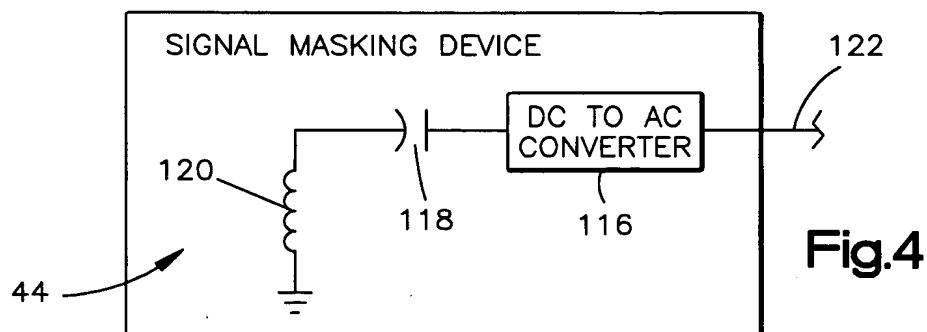 SIGNAL MASKING DEVICE
122
DC TO AC
CONVERTER
120
118
116
Fig.4
44